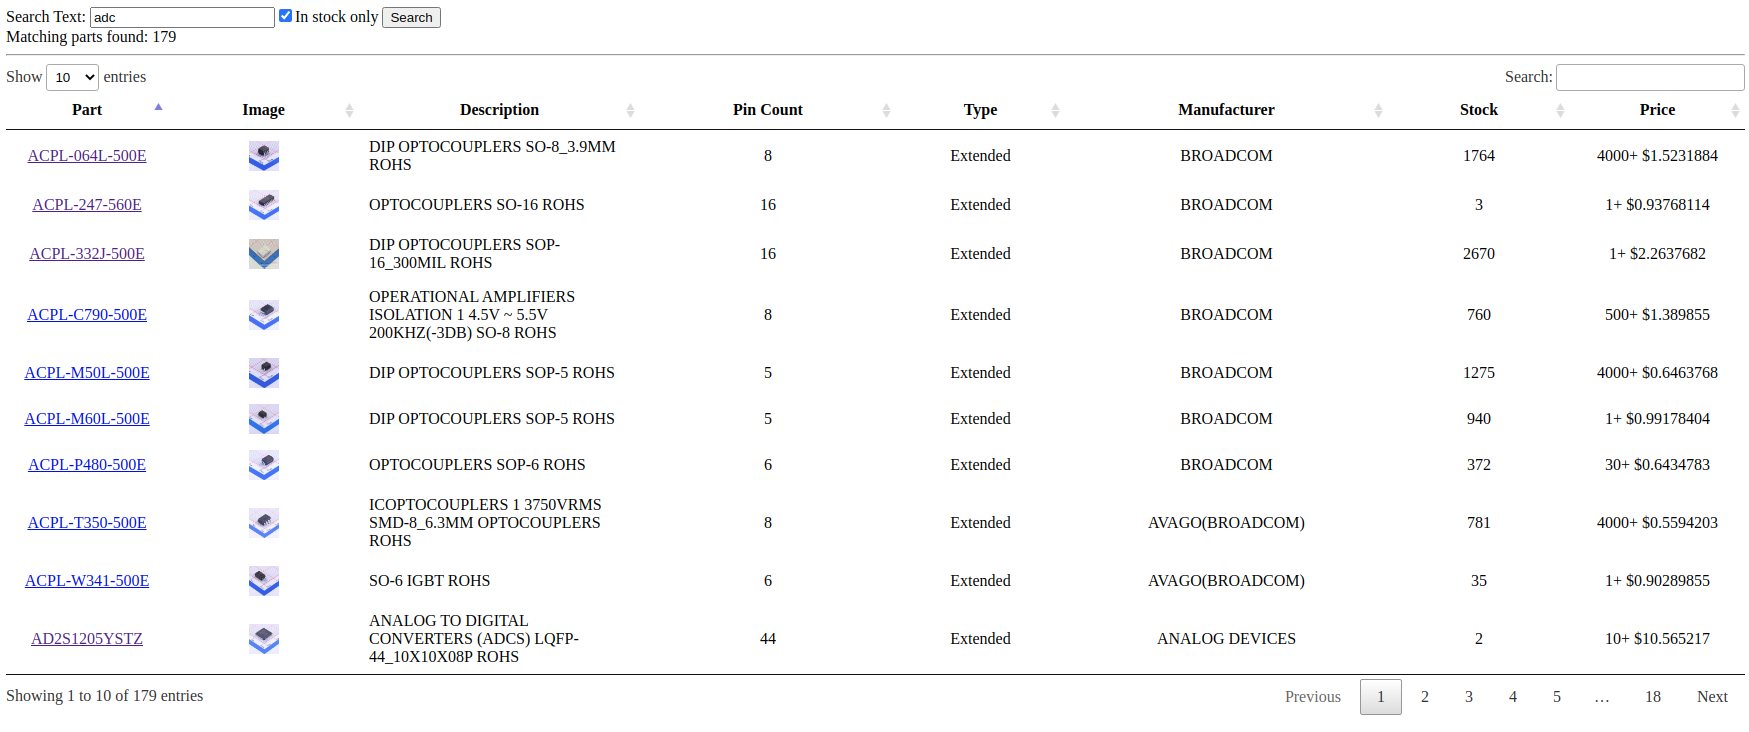 Search Text: adc In stock only Search
Matching parts found: 179
Show 10 entries Search:
Part Image Description Pin Count Type Manufacturer Stock Price
ACPL-064L-500E DIP OPTOCOUPLERS SO-8_3.9MM ROHS 8 Extended BROADCOM 1764 4000+ $1.5231884
ACPL-247-560E OPTOCOUPLERS SO-16 ROHS 16 Extended BROADCOM 3 1+ $0.93768114
ACPL-332J-500E DIP OPTOCOUPLERS SOP-16_300MIL ROHS 16 Extended BROADCOM 2670 1+ $2.2637682
ACPL-C790-500E OPERATIONAL AMPLIFIERS ISOLATION 1 4.5V ~ 5.5V 200KHZ(-3DB) SO-8 ROHS 8 Extended BROADCOM 760 500+ $1.389855
ACPL-M50L-500E DIP OPTOCOUPLERS SOP-5 ROHS 5 Extended BROADCOM 1275 4000+ $0.6463768
ACPL-M60L-500E DIP OPTOCOUPLERS SOP-5 ROHS 5 Extended BROADCOM 940 1+ $0.99178404
ACPL-P480-500E OPTOCOUPLERS SOP-6 ROHS 6 Extended BROADCOM 372 30+ $0.6434783
ACPL-T350-500E ICOPTOCOUPLERS 1 3750VRMS SMD-8_6.3MM OPTOCOUPLERS ROHS 8 Extended AVAGO(BROADCOM) 781 4000+ $0.5594203
ACPL-W341-500E SO-6 IGBT ROHS 6 Extended AVAGO(BROADCOM) 35 1+ $0.90289855
AD2S1205YSTZ ANALOG TO DIGITAL CONVERTERS (ADCS) LQFP-44_10X10X08P ROHS 44 Extended ANALOG DEVICES 2 10+ $10.565217
Showing 1 to 10 of 179 entries Previous 1 2 3 4 5 … 18 Next